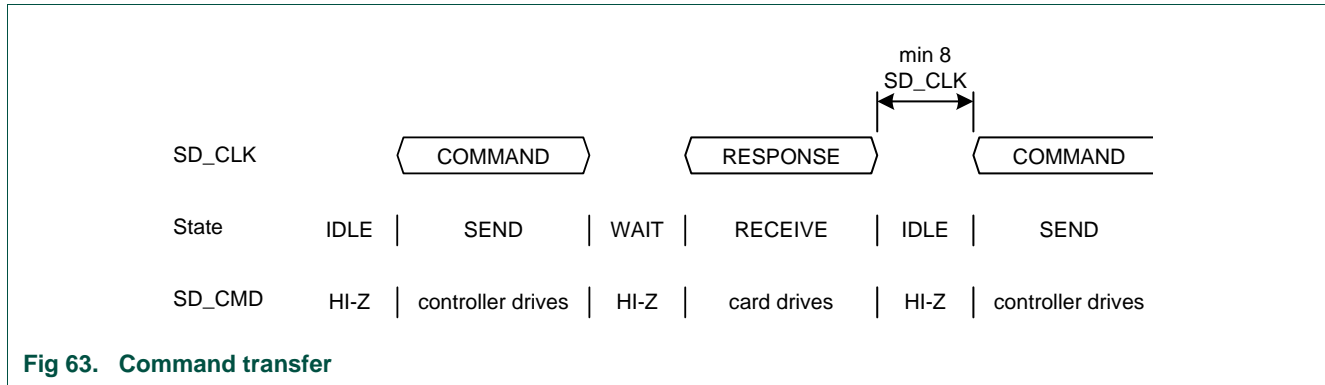 min 8
SD_CLK
SD_CLK COMMAND RESPONSE COMMAND
State IDLE SEND WAIT RECEIVE IDLE SEND
SD_CMD HI-Z controller drives HI-Z card drives HI-Z controller drives
Fig 63. Command transfer